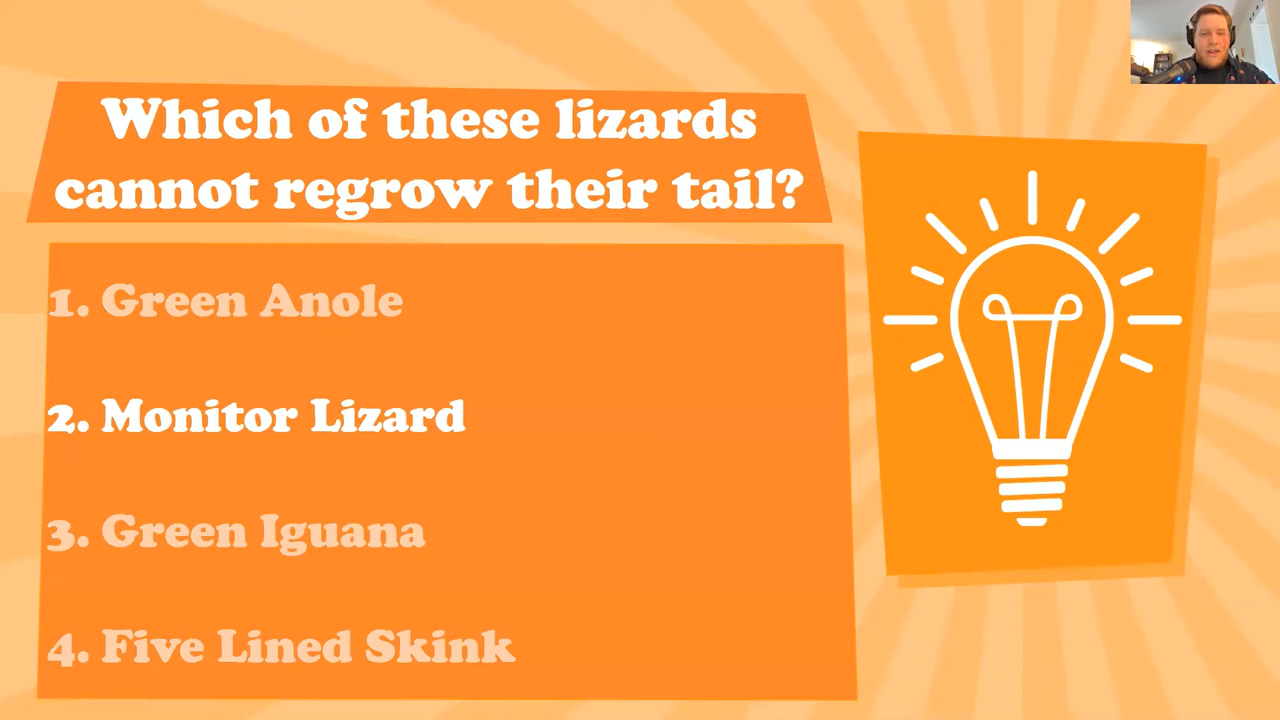 Which of these lizards
cannot regrow their tail?
1. Green Anole
2. Monitor Lizard
3. Green Iguana
4. Five Lined Skink